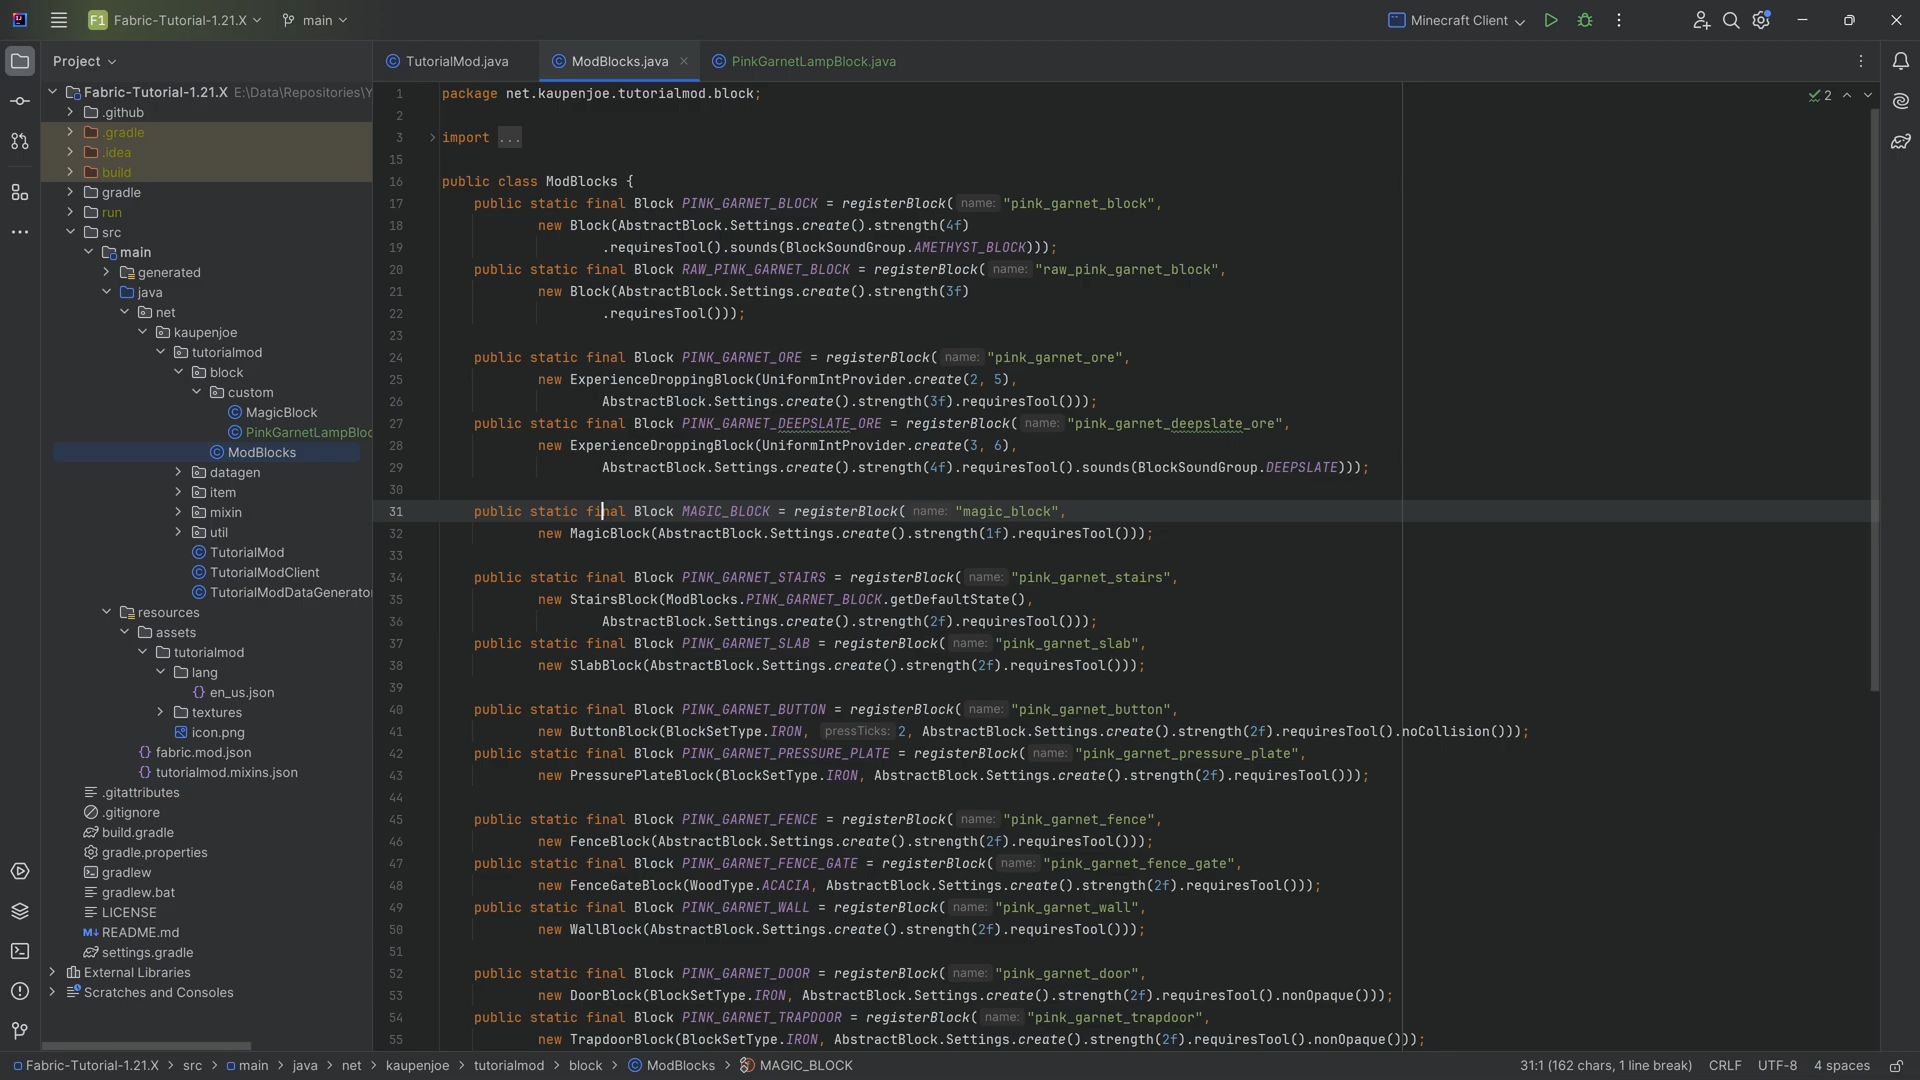 F1 Fabric-Tutorial-1.21.X main Minecraft Client
Project
TutorialMod.java ModBlocks.java PinkGarnetLampBlock.java
Fabric-Tutorial-1.21.X E:\Data\Repositories\Y
.github
.gradle
.idea
build
gradle
run
src
main
generated
java
net
kaupenjoe
tutorialmod
block
custom
MagicBlock
PinkGarnetLampBloc
ModBlocks
datagen
item
mixin
util
TutorialMod
TutorialModClient
TutorialModDataGenerato
resources
assets
tutorialmod
lang
en_us.json
textures
icon.png
fabric.mod.json
tutorialmod.mixins.json
.gitattributes
.gitignore
build.gradle
gradle.properties
gradlew
gradlew.bat
LICENSE
README.md
settings.gradle
External Libraries
Scratches and Consoles
2
1 package net.kaupenjoe.tutorialmod.block;
2
3 import ...
15
16 public class ModBlocks {
17 public static final Block PINK_GARNET_BLOCK = registerBlock( name: "pink_garnet_block",
18 new Block(AbstractBlock.Settings.create().strength(4f)
19 .requiresTool().sounds(BlockSoundGroup.AMETHYST_BLOCK)));
20 public static final Block RAW_PINK_GARNET_BLOCK = registerBlock( name: "raw_pink_garnet_block",
21 new Block(AbstractBlock.Settings.create().strength(3f)
22 .requiresTool()));
23
24 public static final Block PINK_GARNET_ORE = registerBlock( name: "pink_garnet_ore",
25 new ExperienceDroppingBlock(UniformIntProvider.create(2, 5),
26 AbstractBlock.Settings.create().strength(3f).requiresTool()));
27 public static final Block PINK_GARNET_DEEPSLATE_ORE = registerBlock( name: "pink_garnet_deepslate_ore",
28 new ExperienceDroppingBlock(UniformIntProvider.create(3, 6),
29 AbstractBlock.Settings.create().strength(4f).requiresTool().sounds(BlockSoundGroup.DEEPSLATE)));
30
31 public static final Block MAGIC_BLOCK = registerBlock( name: "magic_block",
32 new MagicBlock(AbstractBlock.Settings.create().strength(1f).requiresTool()));
33
34 public static final Block PINK_GARNET_STAIRS = registerBlock( name: "pink_garnet_stairs",
35 new StairsBlock(ModBlocks.PINK_GARNET_BLOCK.getDefaultState(),
36 AbstractBlock.Settings.create().strength(2f).requiresTool()));
37 public static final Block PINK_GARNET_SLAB = registerBlock( name: "pink_garnet_slab",
38 new SlabBlock(AbstractBlock.Settings.create().strength(2f).requiresTool()));
39
40 public static final Block PINK_GARNET_BUTTON = registerBlock( name: "pink_garnet_button",
41 new ButtonBlock(BlockSetType.IRON, pressTicks: 2, AbstractBlock.Settings.create().strength(2f).requiresTool().noCollision()));
42 public static final Block PINK_GARNET_PRESSURE_PLATE = registerBlock( name: "pink_garnet_pressure_plate",
43 new PressurePlateBlock(BlockSetType.IRON, AbstractBlock.Settings.create().strength(2f).requiresTool()));
44
45 public static final Block PINK_GARNET_FENCE = registerBlock( name: "pink_garnet_fence",
46 new FenceBlock(AbstractBlock.Settings.create().strength(2f).requiresTool()));
47 public static final Block PINK_GARNET_FENCE_GATE = registerBlock( name: "pink_garnet_fence_gate",
48 new FenceGateBlock(WoodType.ACACIA, AbstractBlock.Settings.create().strength(2f).requiresTool()));
49 public static final Block PINK_GARNET_WALL = registerBlock( name: "pink_garnet_wall",
50 new WallBlock(AbstractBlock.Settings.create().strength(2f).requiresTool()));
51
52 public static final Block PINK_GARNET_DOOR = registerBlock( name: "pink_garnet_door",
53 new DoorBlock(BlockSetType.IRON, AbstractBlock.Settings.create().strength(2f).requiresTool().nonOpaque()));
54 public static final Block PINK_GARNET_TRAPDOOR = registerBlock( name: "pink_garnet_trapdoor",
55 new TrapdoorBlock(BlockSetType.IRON, AbstractBlock.Settings.create().strength(2f).requiresTool().nonOpaque()));
Fabric-Tutorial-1.21.X > src > main > java > net > kaupenjoe > tutorialmod > block > ModBlocks > MAGIC_BLOCK 31:1 (162 chars, 1 line break) CRLF UTF-8 4 spaces